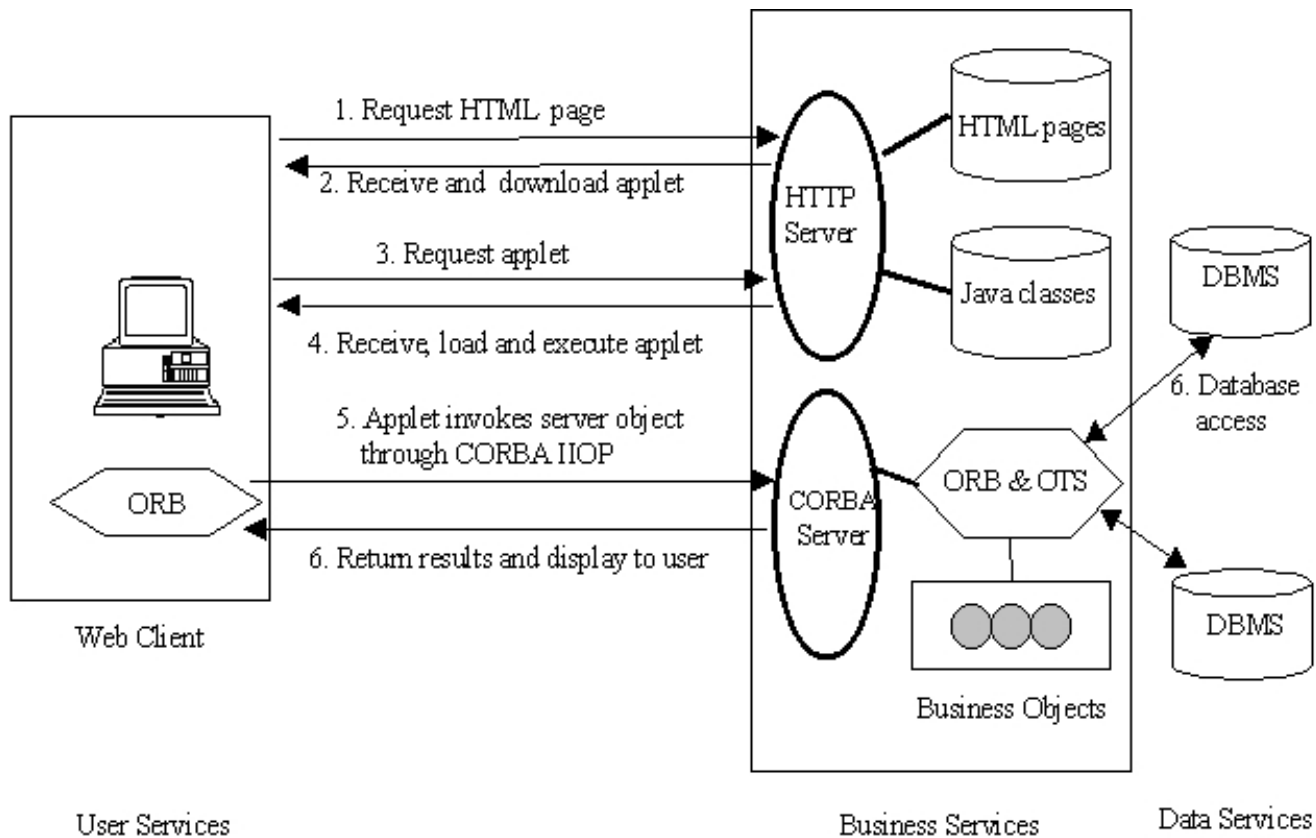 1. Request HTML page
2. Receive and download applet
3. Request applet
4. Receive, load and execute applet
5. Applet invokes server object
through CORBA IIOP
6. Return results and display to user
ORB
Web Client
HTTP
Server
HTML pages
Java classes
CORBA
Server
ORB & OTS
Business Objects
DBMS
6. Database
access
DBMS
User Services
Business Services
Data Services